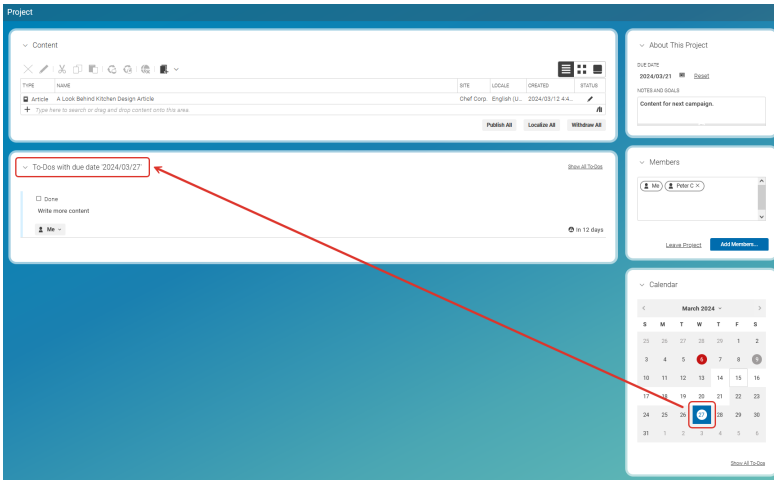 Project
Content
TYPE NAME SITE LOCALE CREATED STATUS
Article A Look Behind Kitchen Design Article Chef Corp. English (U... 2024/03/12 4:4...
Type here to search or drag and drop content onto this area.
Publish All Localize All Withdraw All
To-Dos with due date '2024/03/27'
Show All To-Dos
Done
Write more content
Me
In 12 days
About This Project
DUE DATE
2024/03/21 Reset
NOTES AND GOALS
Content for next campaign.
Members
Me Peter C ×
Leave Project Add Members...
Calendar
< March 2024 >
S M T W T F S
25 26 27 28 29 1 2
3 4 5 6 7 8 9
10 11 12 13 14 15 16
17 18 19 20 21 22 23
24 25 26 27 28 29 30
31 1 2 3 4 5 6
Show All To-Dos